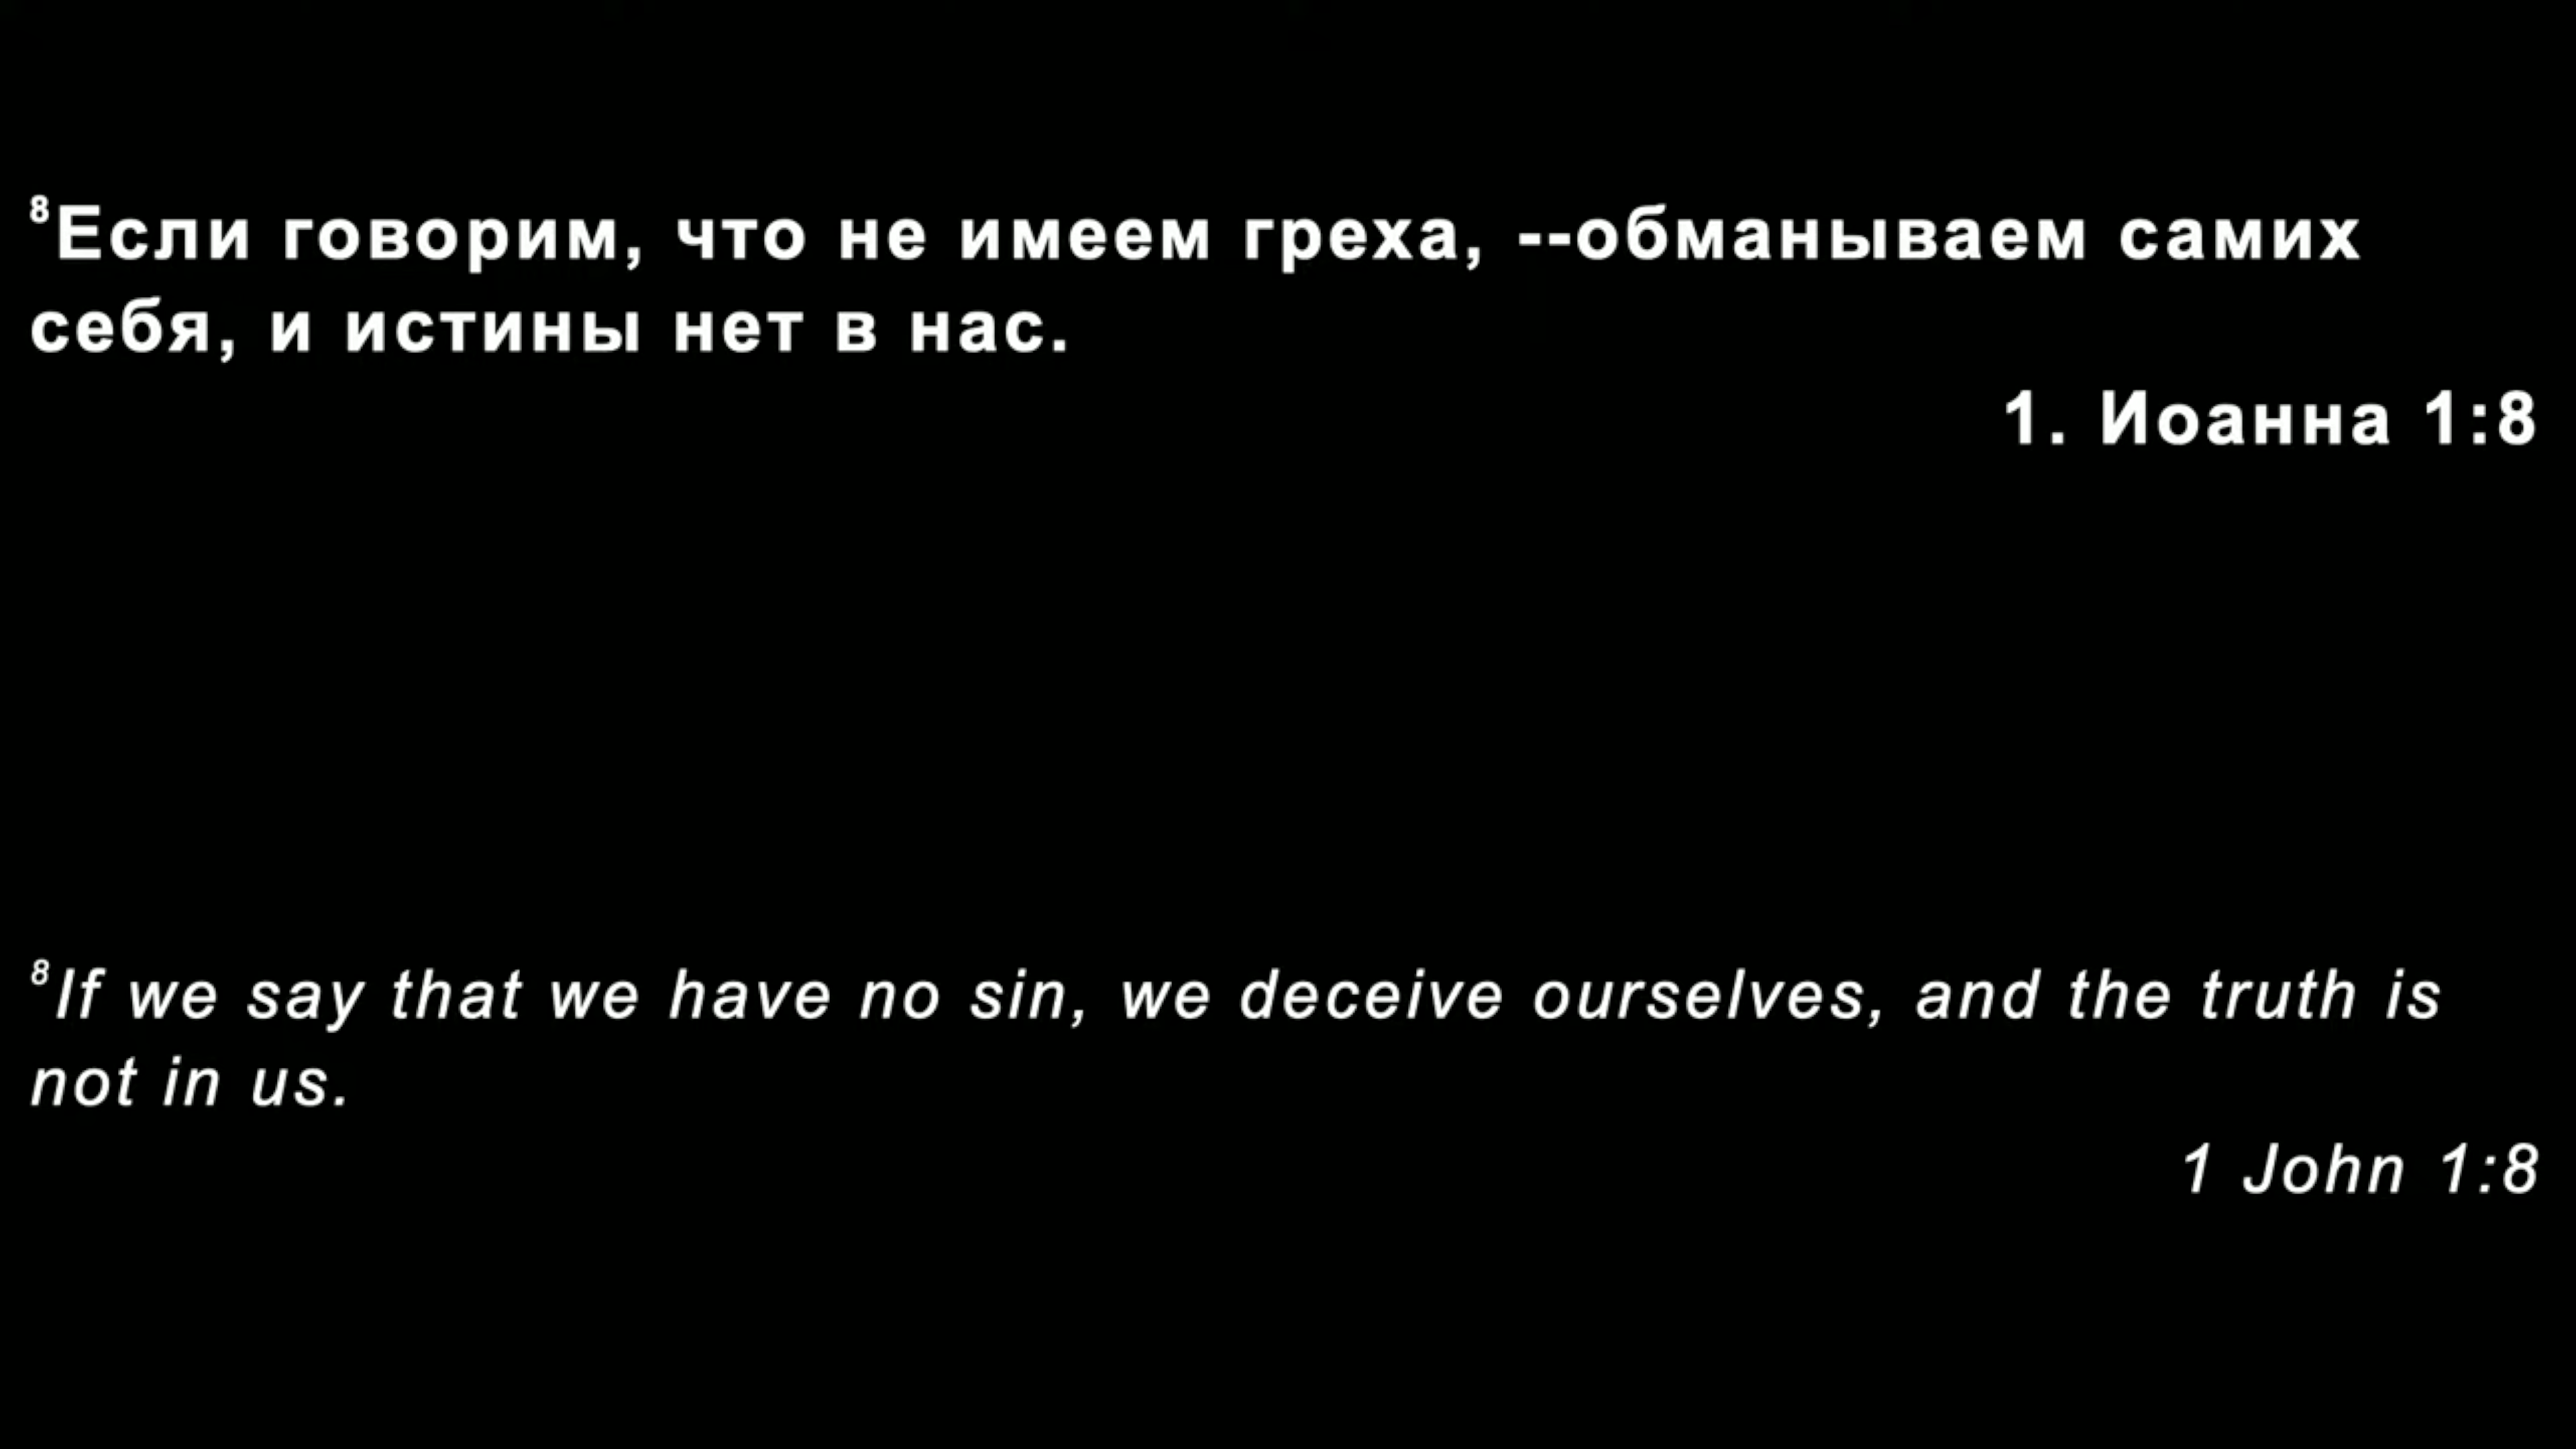 ⁸Если говорим, что не имеем греха, --обманываем самих
себя, и истины нет в нас.
1. Иоанна 1:8
⁸If we say that we have no sin, we deceive ourselves, and the truth is
not in us.
1 John 1:8